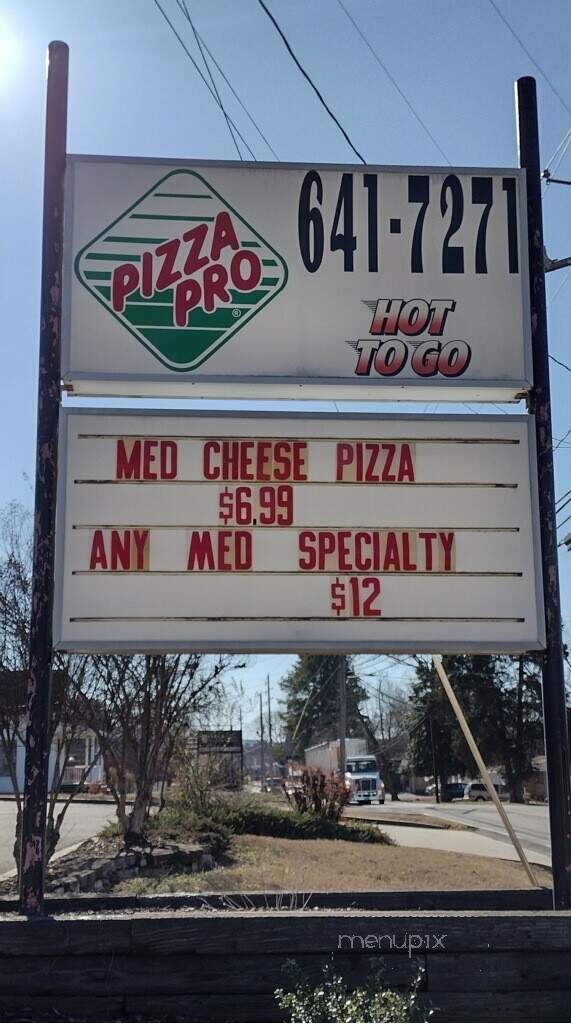 PIZZA
PRO
®
641-7271
HOT
TO GO
MED CHEESE PIZZA
$6.99
ANY MED SPECIALTY
$12
menupix